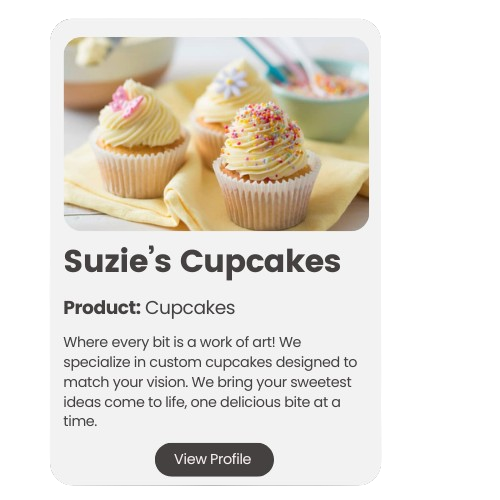 Suzie’s Cupcakes
Product: Cupcakes
Where every bit is a work of art! We
specialize in custom cupcakes designed to
match your vision. We bring your sweetest
ideas come to life, one delicious bite at a
time.
View Profile